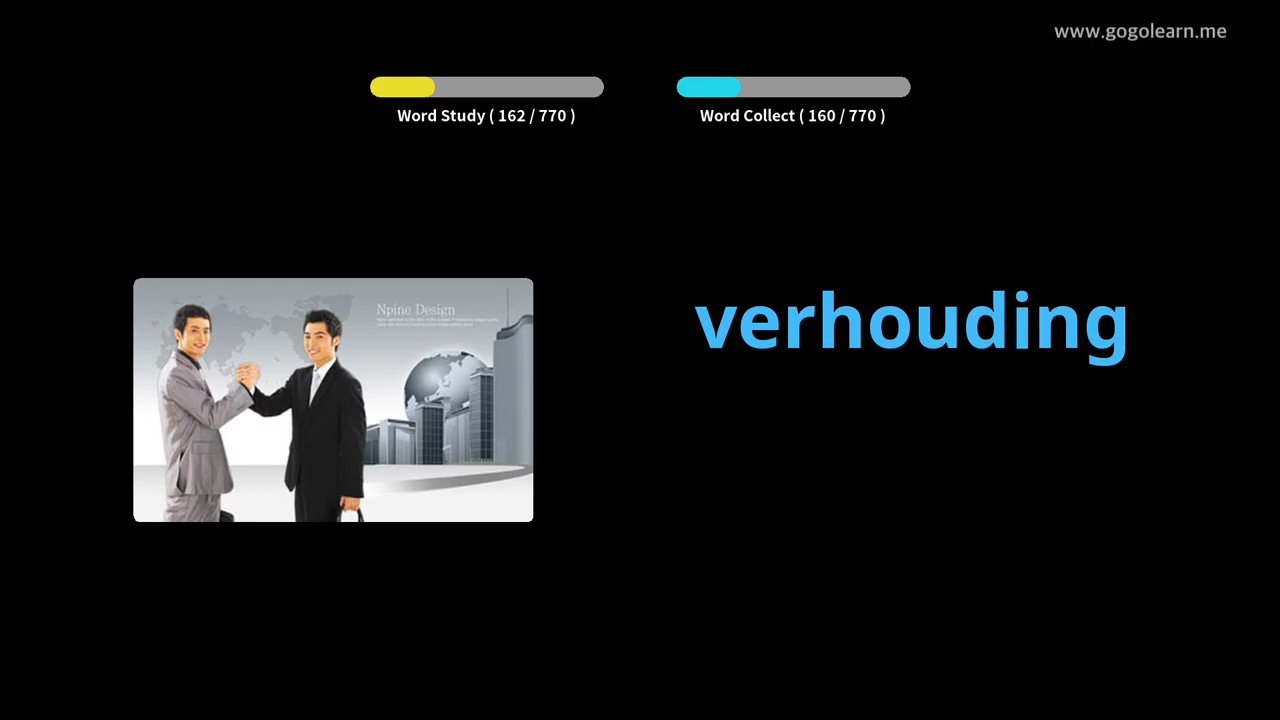 www.gogolearn.me
Word Study ( 162 / 770 )
Word Collect ( 160 / 770 )
Npine Design
verhouding